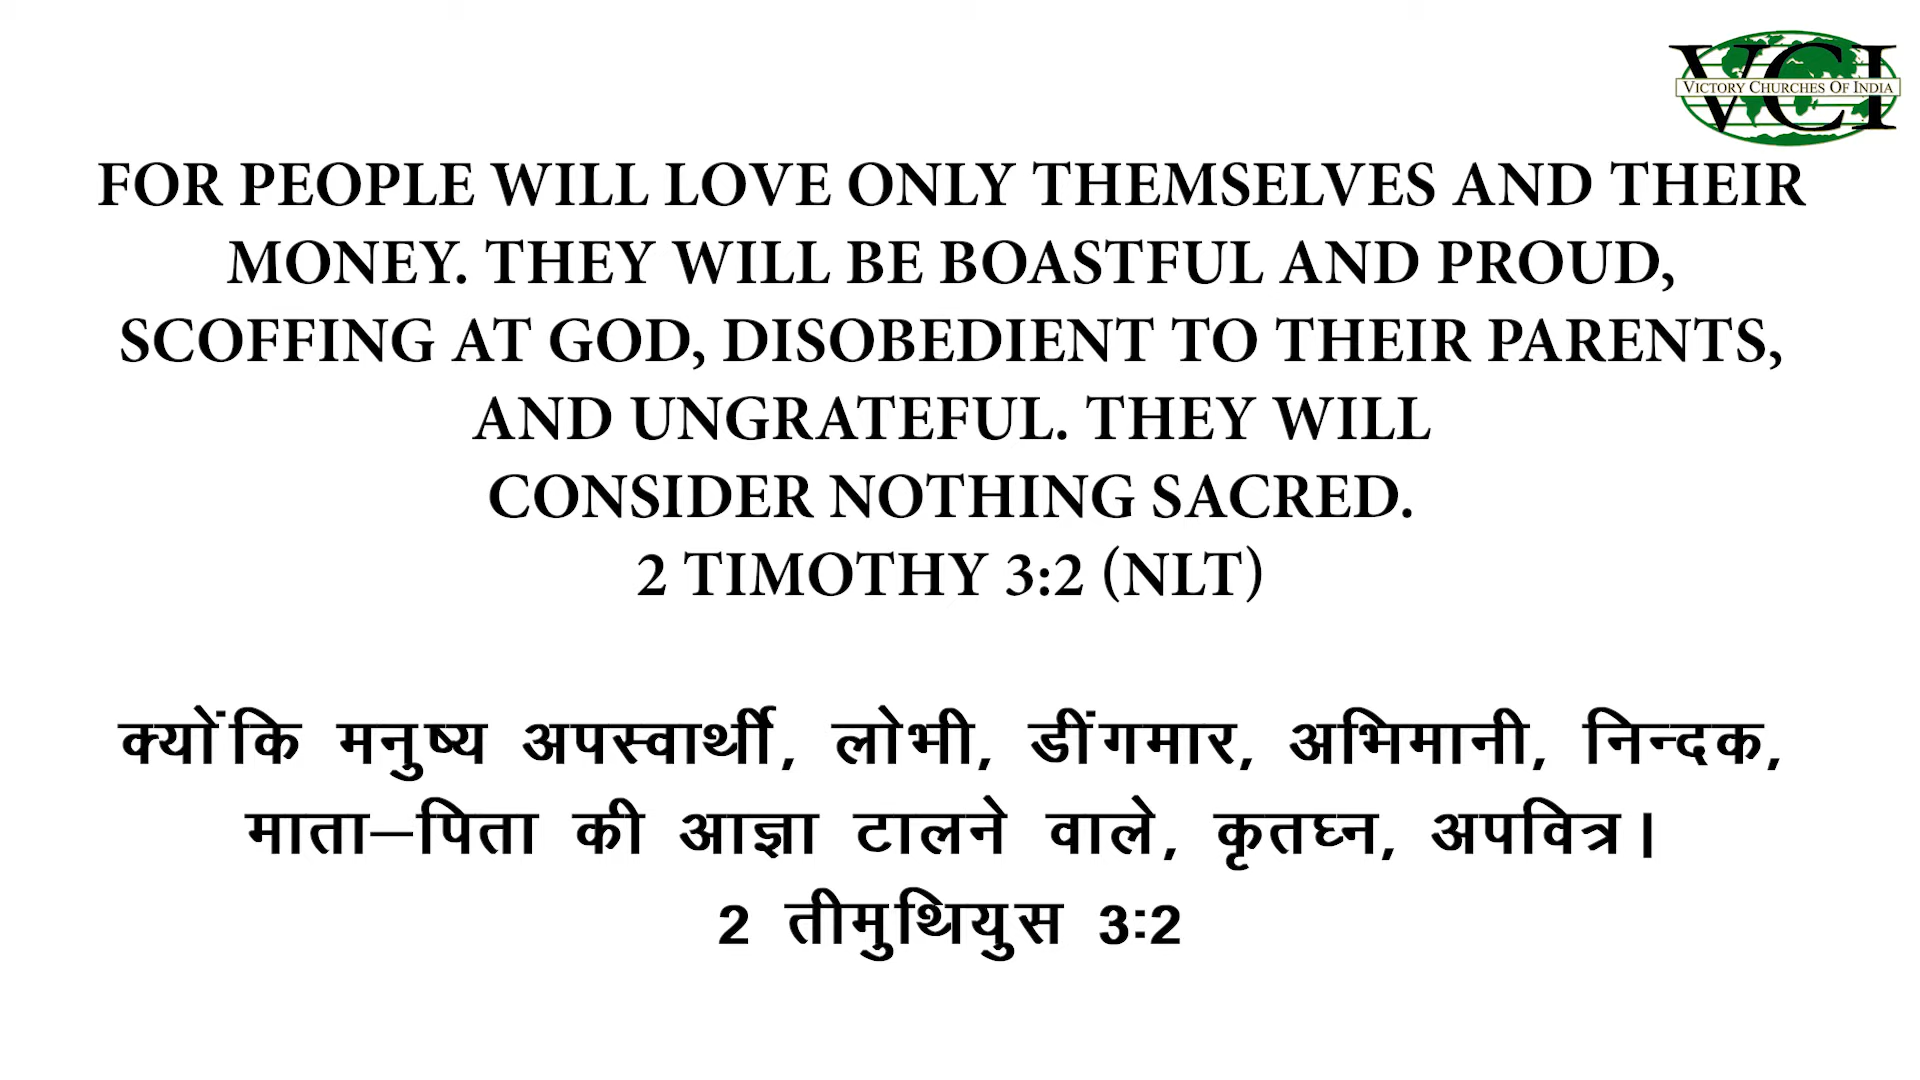 VCI
VICTORY CHURCHES OF INDIA
FOR PEOPLE WILL LOVE ONLY THEMSELVES AND THEIR
MONEY. THEY WILL BE BOASTFUL AND PROUD,
SCOFFING AT GOD, DISOBEDIENT TO THEIR PARENTS,
AND UNGRATEFUL. THEY WILL
CONSIDER NOTHING SACRED.
2 TIMOTHY 3:2 (NLT)
क्योंकि मनुष्य अपस्वार्थी, लोभी, डींगमार, अभिमानी, निन्दक,
माता–पिता की आज्ञा टालने वाले, कृतघ्न, अपवित्र।
2 तीमुथियुस 3:2